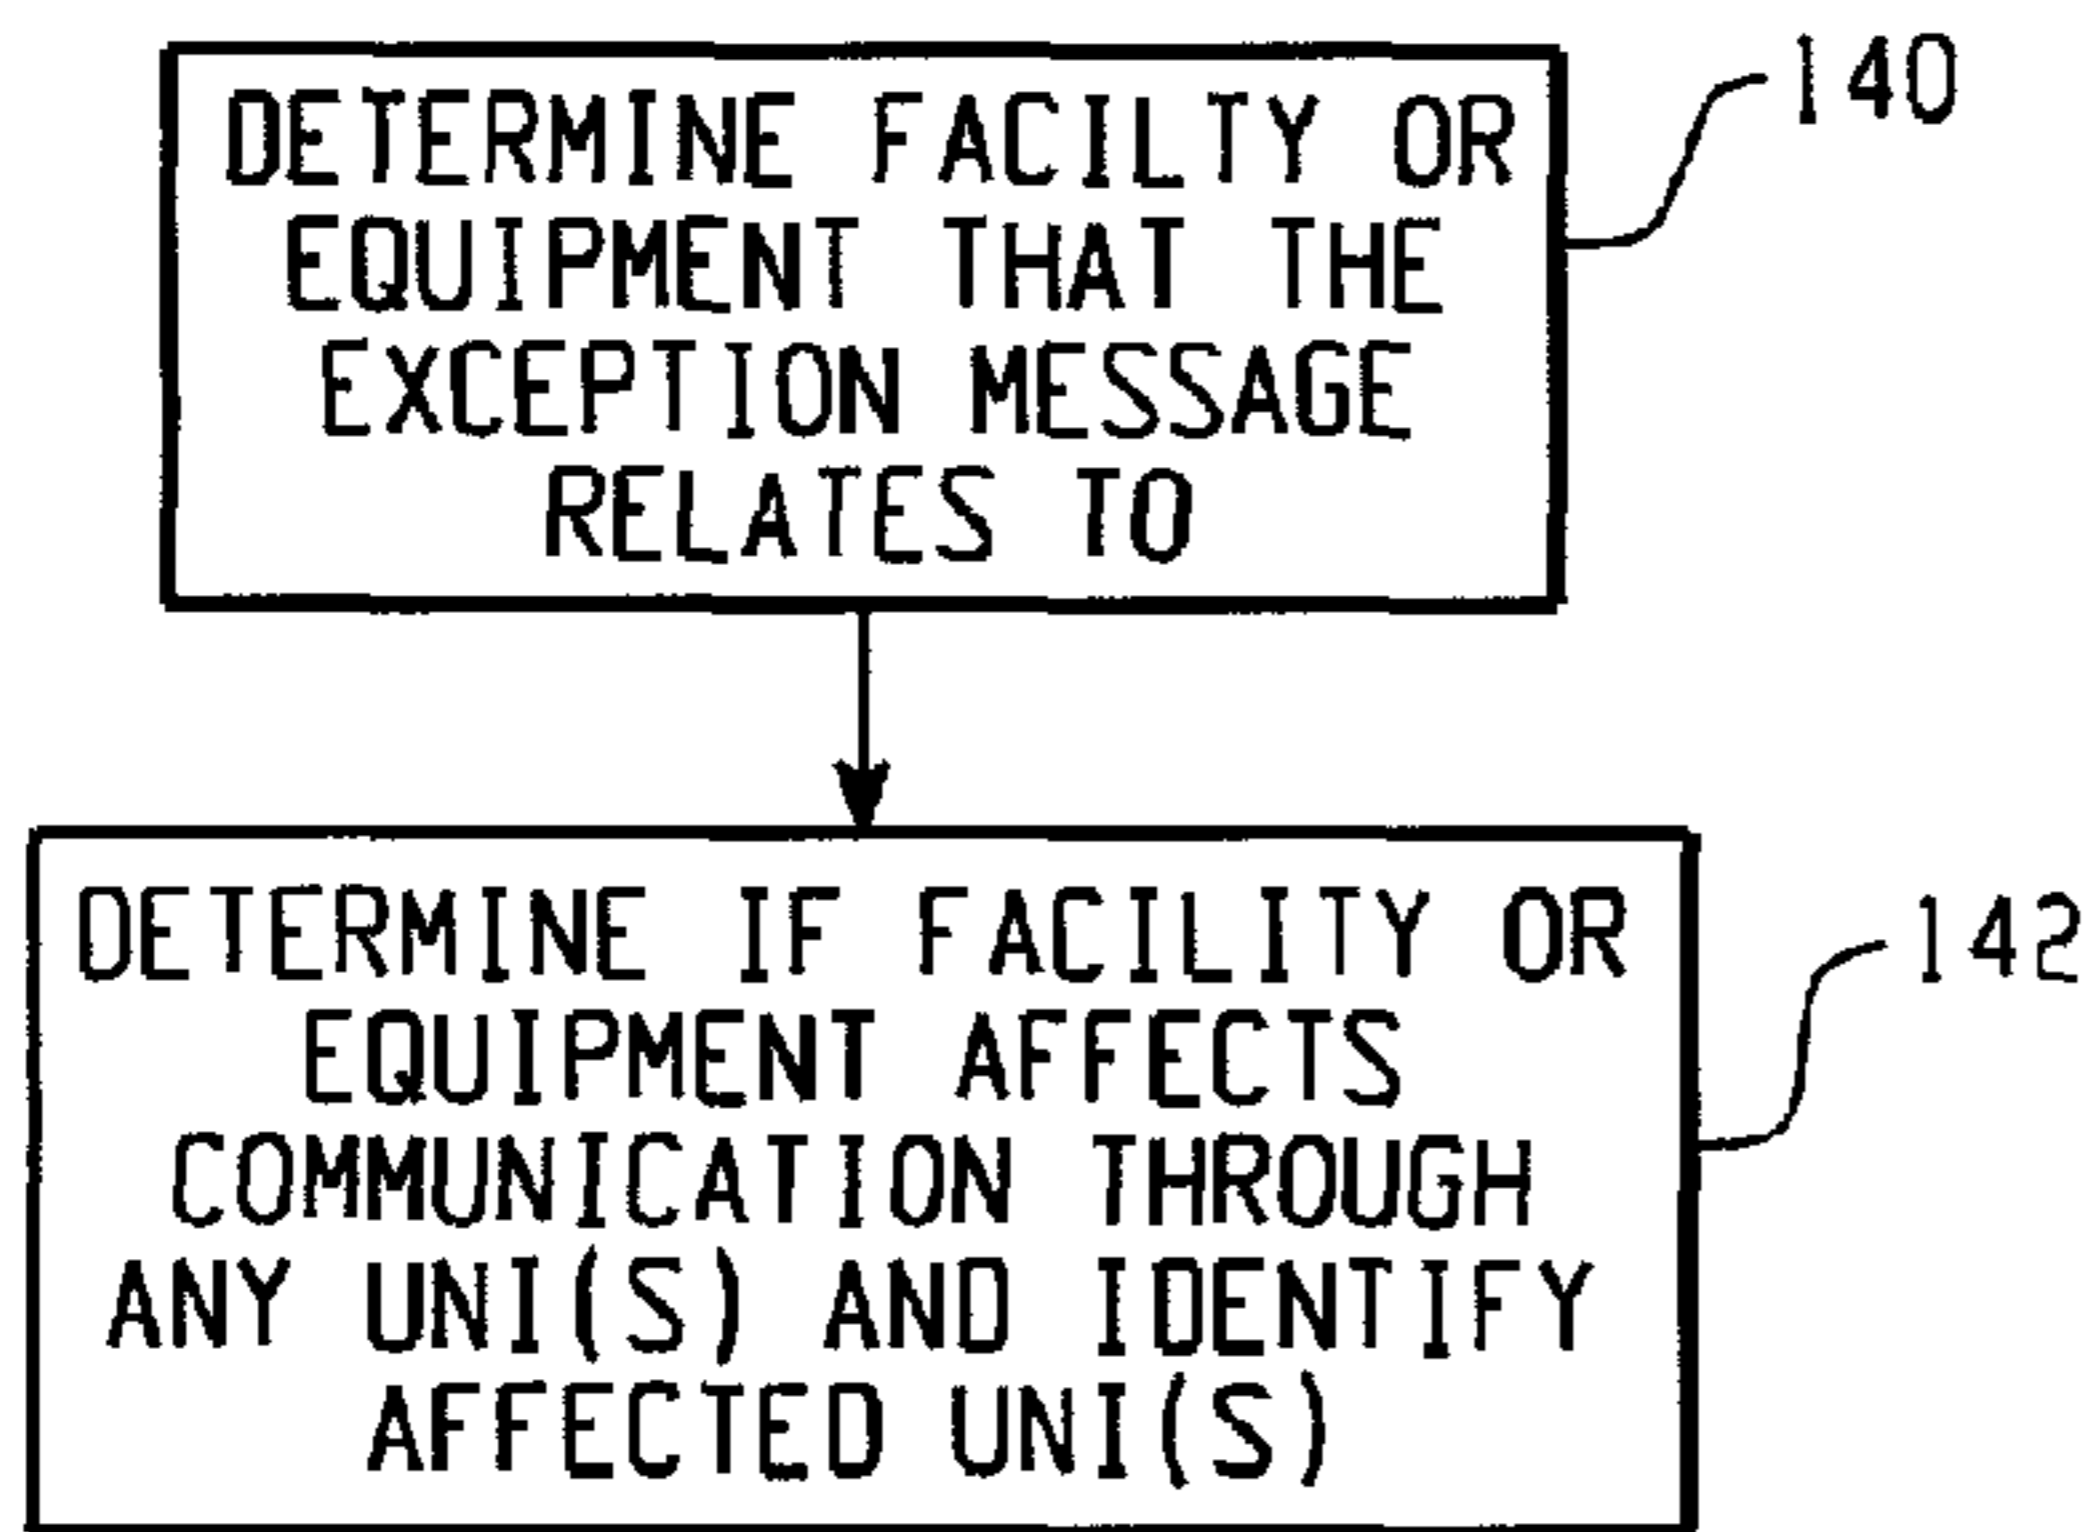 DETERMINE FACILTY OR
EQUIPMENT THAT THE
EXCEPTION MESSAGE
RELATES TO
140
DETERMINE IF FACILITY OR
EQUIPMENT AFFECTS
COMMUNICATION THROUGH
ANY UNI(S) AND IDENTIFY
AFFECTED UNI(S)
142